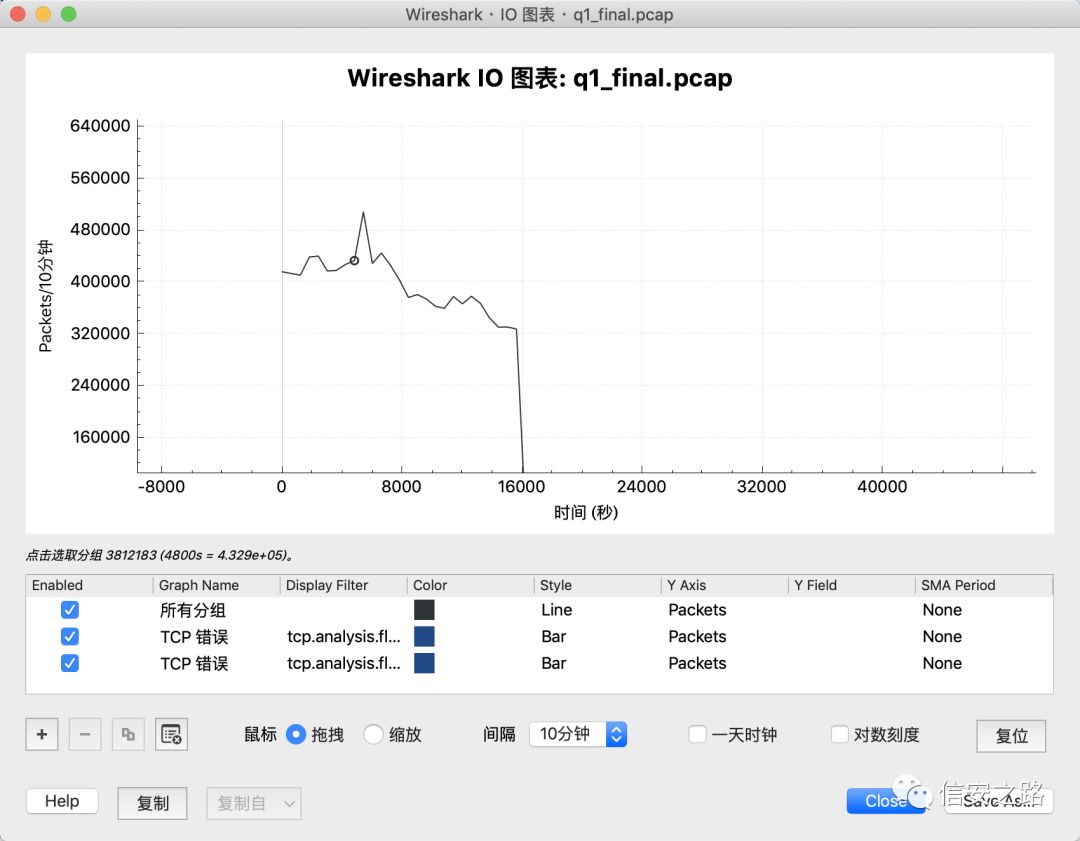 Wireshark · IO 图表 · q1_final.pcap
Wireshark IO 图表: q1_final.pcap
640000
560000
480000
400000
320000
240000
160000
Packets/10分钟
-8000 0 8000 16000 24000 32000 40000
时间 (秒)
点击选取分组 3812183 (4800s = 4.329e+05)。
Enabled Graph Name Display Filter Color Style Y Axis Y Field SMA Period
所有分组 Line Packets None
TCP 错误 tcp.analysis.fl... Bar Packets None
TCP 错误 tcp.analysis.fl... Bar Packets None
+ − 鼠标 拖拽 缩放 间隔 10分钟 一天时钟 对数刻度 复位
Help 复制 复制自 Close Save As...
信安之路